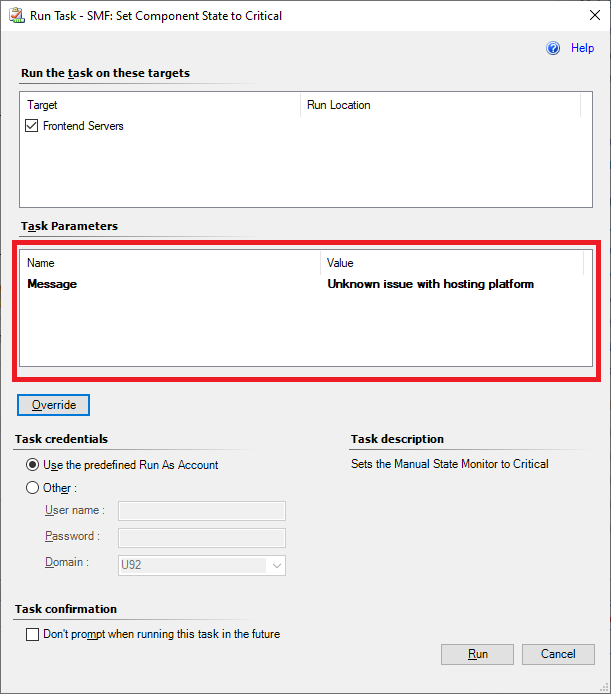 Run Task - SMF: Set Component State to Critical
Help
Run the task on these targets
Target Run Location
Frontend Servers
Task Parameters
Name Value
Message Unknown issue with hosting platform
Override
Task credentials Task description
Use the predefined Run As Account Sets the Manual State Monitor to Critical
Other :
User name :
Password :
Domain : U92
Task confirmation
Don't prompt when running this task in the future
Run Cancel